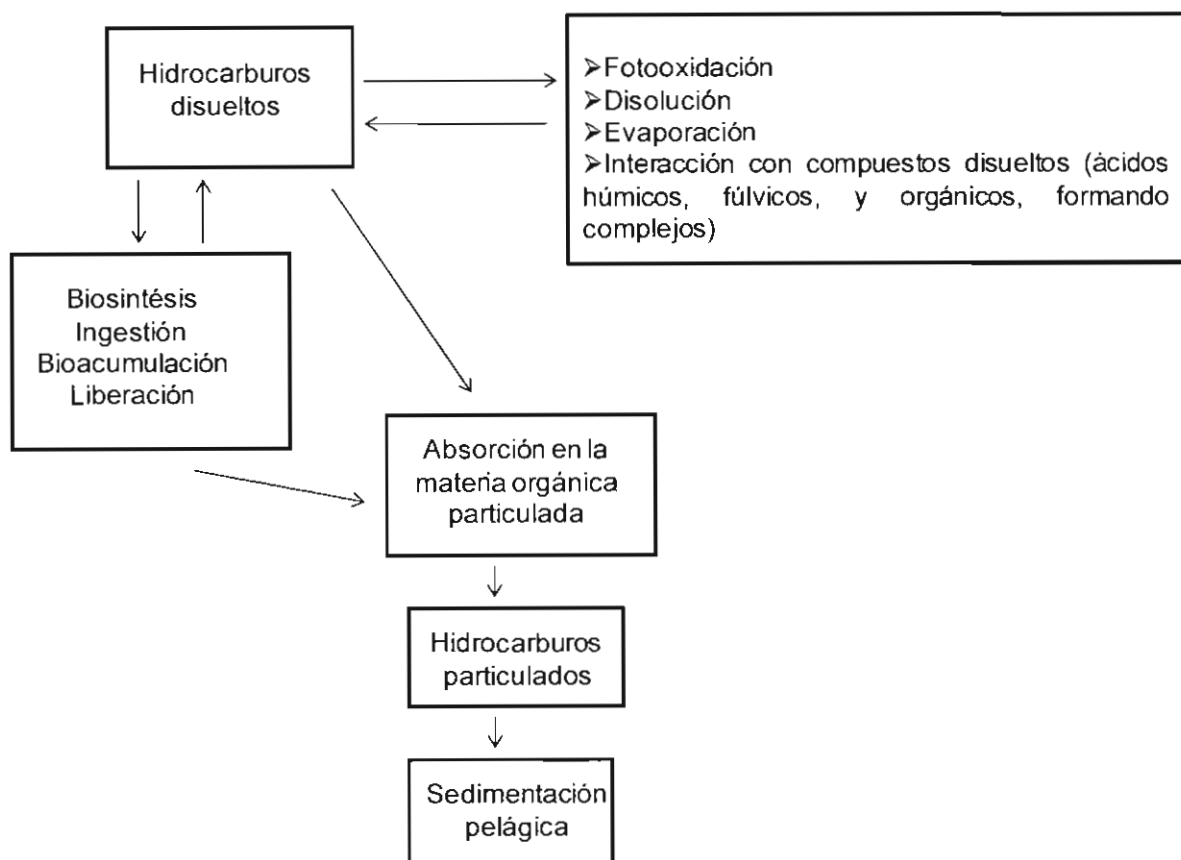 Hidrocarburos
disueltos
➢Fotooxidación
➢Disolución
➢Evaporación
➢Interacción con compuestos disueltos (ácidos
húmicos, fúlvicos, y orgánicos, formando
complejos)
Biosintésis
Ingestión
Bioacumulación
Liberación
Absorción en la
materia orgánica
particulada
Hidrocarburos
particulados
Sedimentación
pelágica